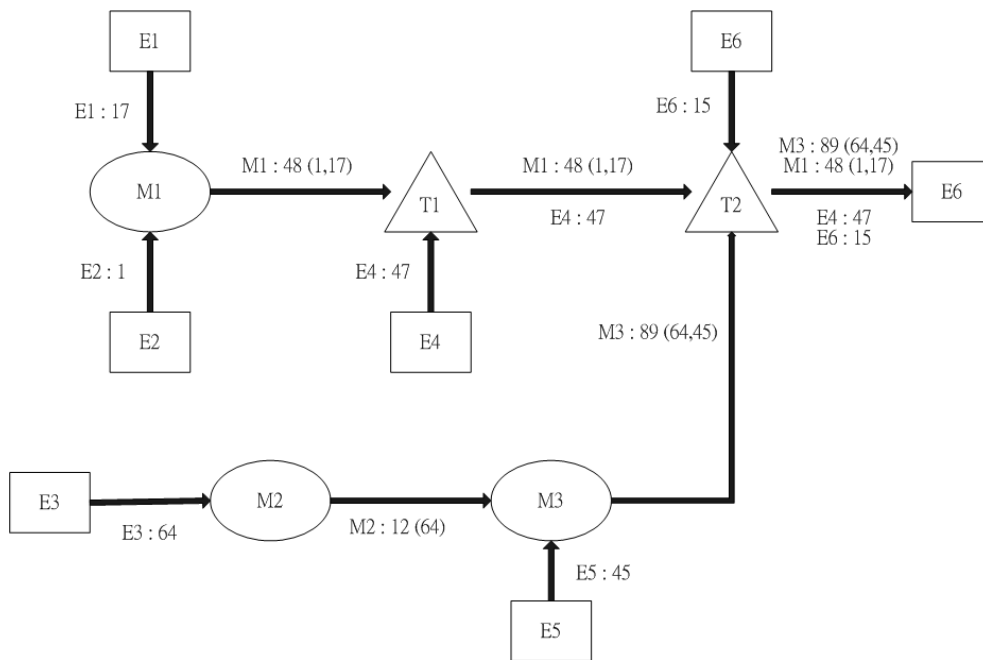 E1
E6
E1 : 17
E6 : 15
M1
M1 : 48 (1,17)
T1
M1 : 48 (1,17)
E4 : 47
T2
M3 : 89 (64,45)
M1 : 48 (1,17)
E6
E4 : 47
E6 : 15
E2 : 1
E4 : 47
E2
E4
M3 : 89 (64,45)
E3
E3 : 64
M2
M2 : 12 (64)
M3
E5 : 45
E5